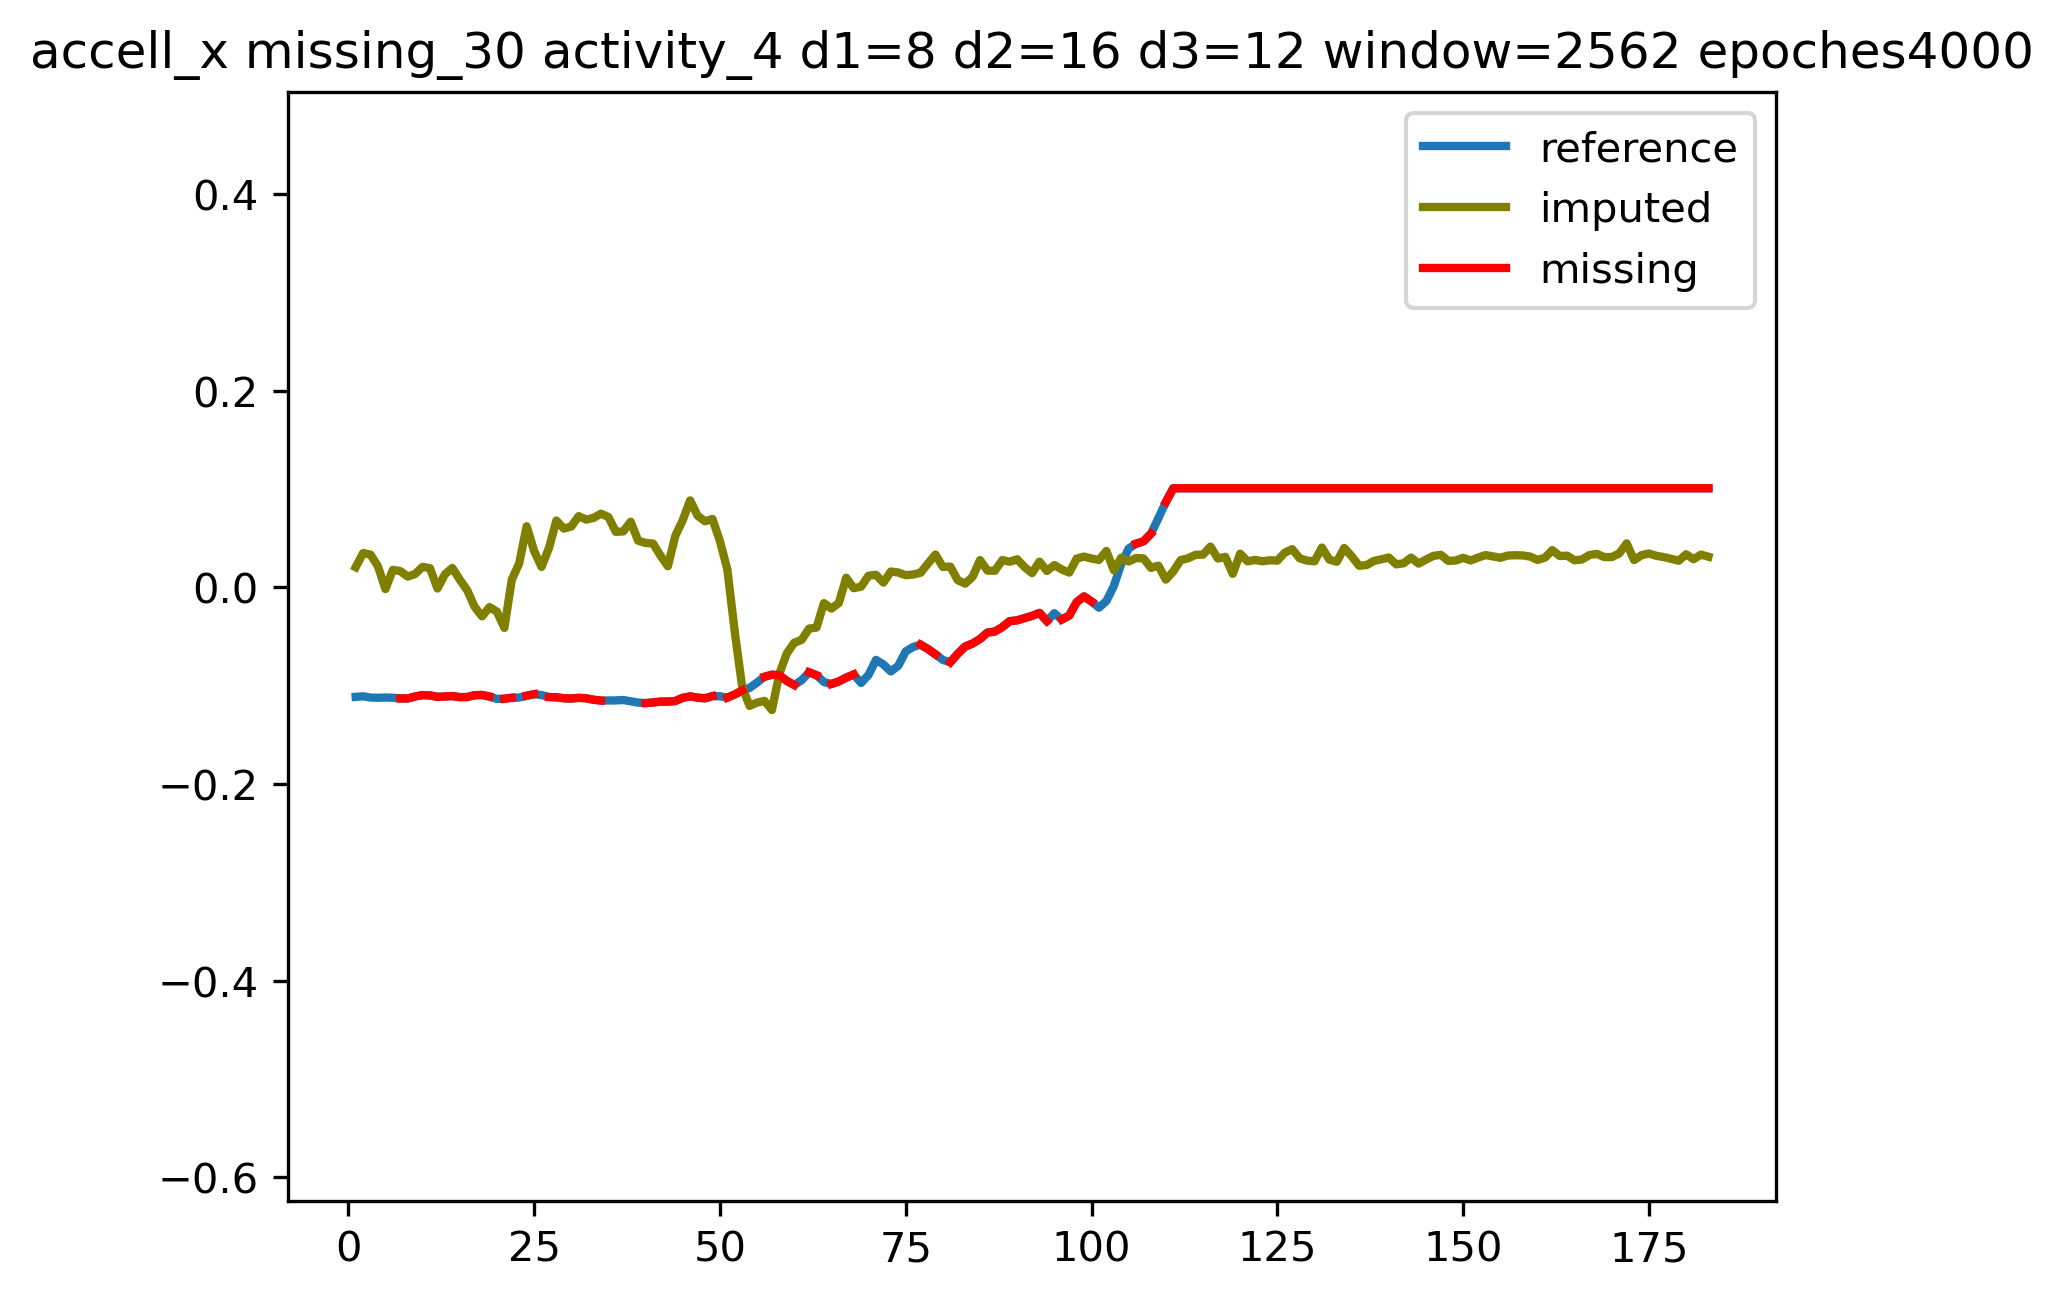 accell_x missing_30 activity_4 d1=8 d2=16 d3=12 window=2562 epoches4000
reference
imputed
missing
0.4
0.2
0.0
−0.2
−0.4
−0.6
0 25 50 75 100 125 150 175